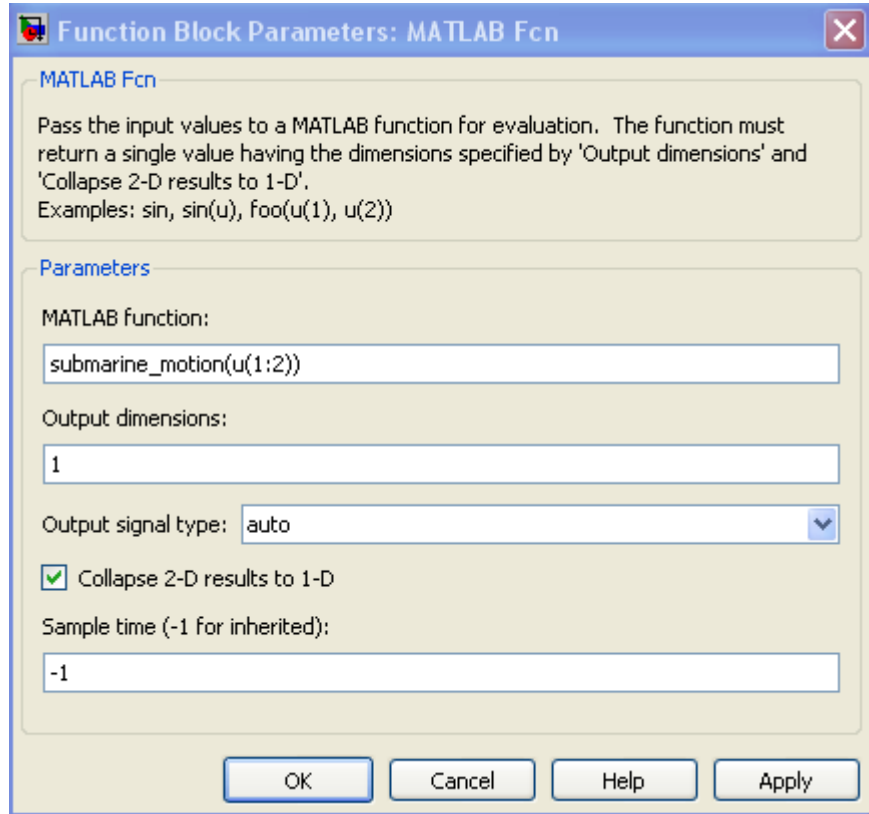 Function Block Parameters: MATLAB Fcn
MATLAB Fcn
Pass the input values to a MATLAB function for evaluation. The function must
return a single value having the dimensions specified by 'Output dimensions' and
'Collapse 2-D results to 1-D'.
Examples: sin, sin(u), foo(u(1), u(2))
Parameters
MATLAB function:
submarine_motion(u(1:2))
Output dimensions:
1
Output signal type: auto
Collapse 2-D results to 1-D
Sample time (-1 for inherited):
-1
OK Cancel Help Apply